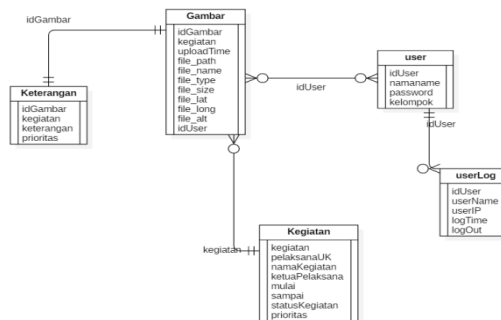 idGambar
Gambar
idGambar
kegiatan
uploadTime
file_path
file_name
file_type
file_size
file_lat
file_long
file_alt
idUser
Keterangan
idGambar
kegiatan
keterangan
prioritas
idUser
user
idUser
namaname
password
kelompok
idUser
userLog
idUser
userName
userIP
logTime
logOut
kegiatan
Kegiatan
kegiatan
pelaksanaUK
namaKegiatan
ketuaPelaksana
mulai
sampai
statusKegiatan
prioritas